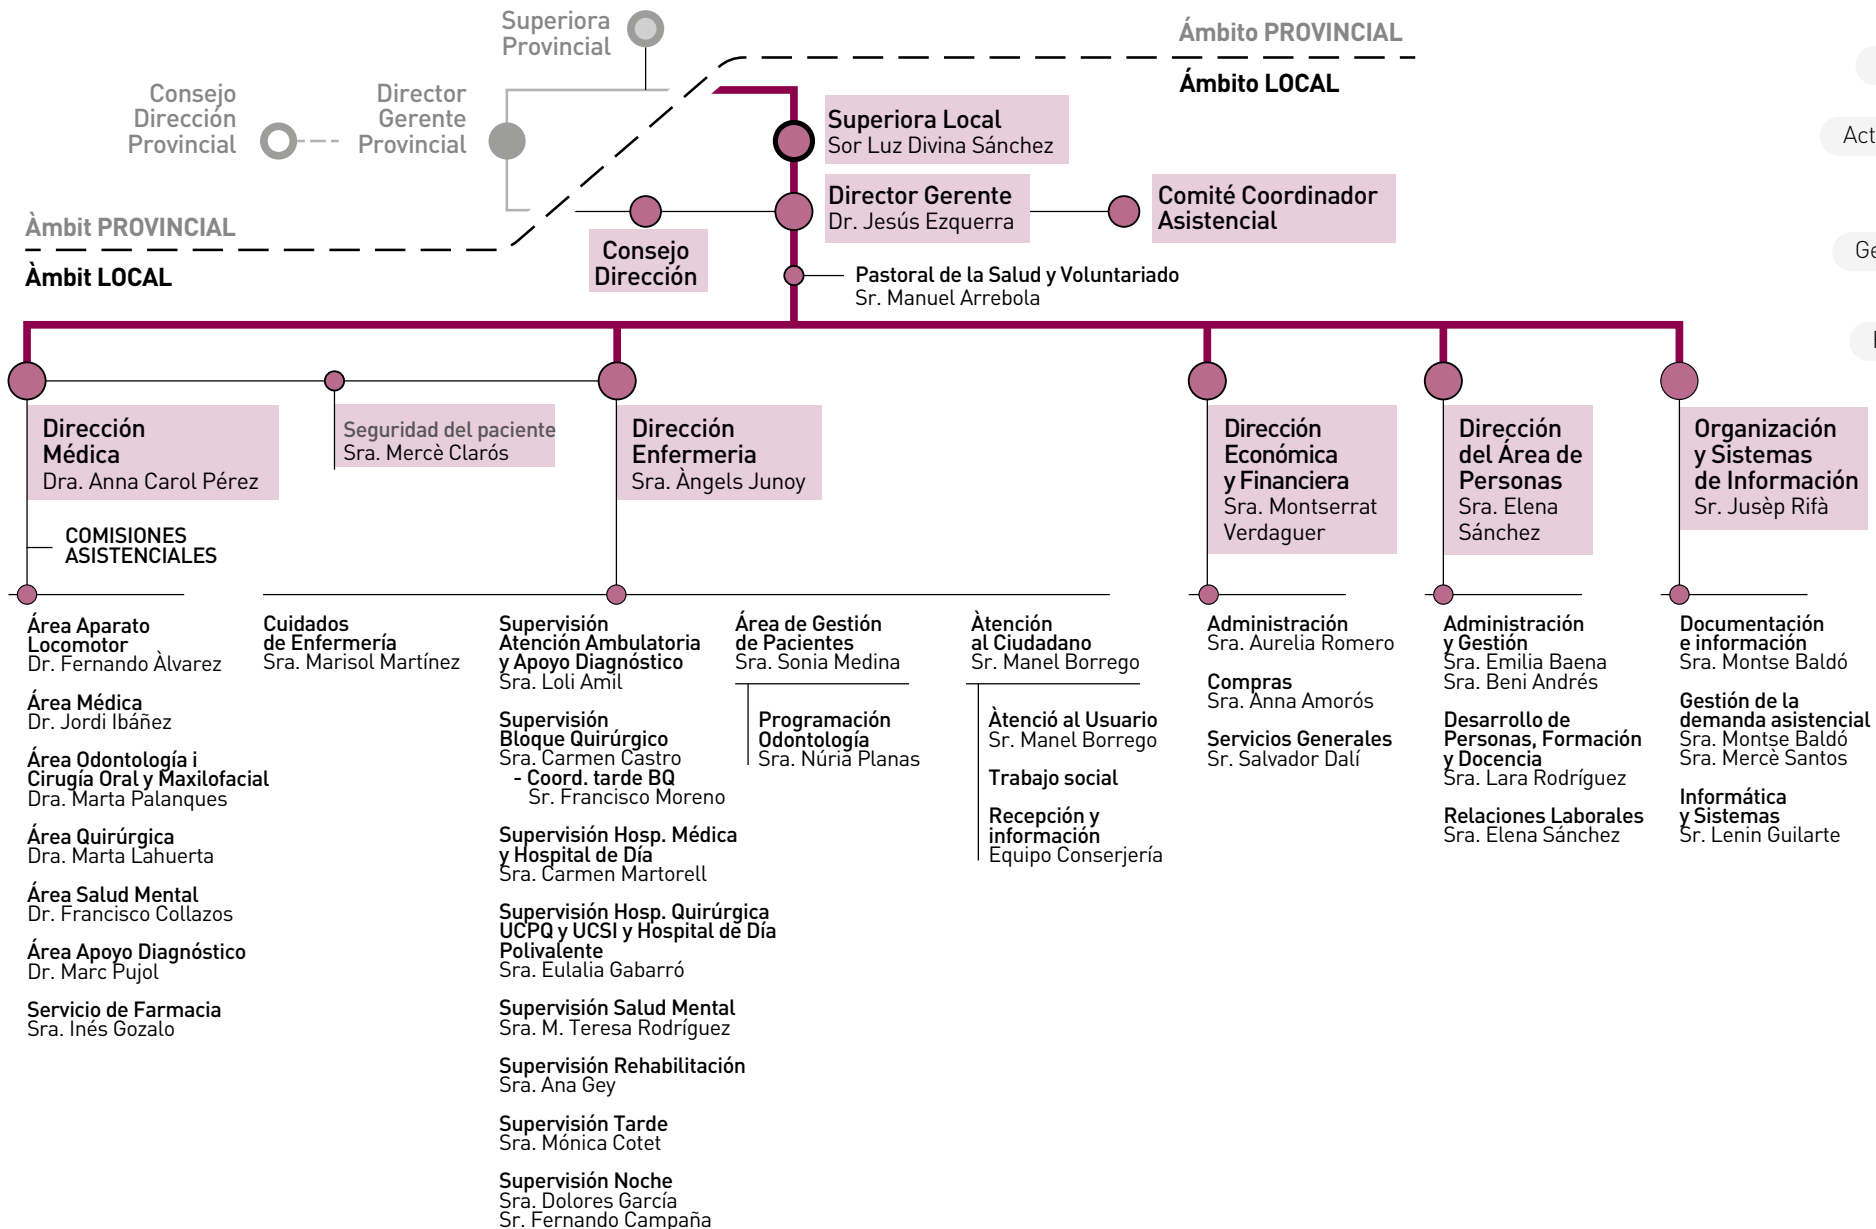 Superiora
Provincial
Ámbito PROVINCIAL
Ámbito LOCAL
Consejo
Dirección
Provincial
Director
Gerente
Provincial
Superiora Local
Sor Luz Divina Sánchez
Director Gerente
Dr. Jesús Ezquerra
Comité Coordinador
Asistencial
Àmbit PROVINCIAL
Àmbit LOCAL
Consejo
Dirección
Pastoral de la Salud y Voluntariado
Sr. Manuel Arrebola
Dirección
Médica
Dra. Anna Carol Pérez
Seguridad del paciente
Sra. Mercè Clarós
Dirección
Enfermeria
Sra. Àngels Junoy
Dirección
Económica
y Financiera
Sra. Montserrat
Verdaguer
Dirección
del Área de
Personas
Sra. Elena
Sánchez
Organización
y Sistemas
de Información
Sr. Jusèp Rifà
COMISIONES
ASISTENCIALES
Área Aparato
Locomotor
Dr. Fernando Àlvarez
Área Médica
Dr. Jordi Ibáñez
Área Odontología i
Cirugía Oral y Maxilofacial
Dra. Marta Palanques
Área Quirúrgica
Dra. Marta Lahuerta
Área Salud Mental
Dr. Francisco Collazos
Área Apoyo Diagnóstico
Dr. Marc Pujol
Servicio de Farmacia
Sra. Inés Gozalo
Cuidados
de Enfermería
Sra. Marisol Martínez
Supervisión
Atención Ambulatoria
y Apoyo Diagnóstico
Sra. Loli Amil
Supervisión
Bloque Quirúrgico
Sra. Carmen Castro
- Coord. tarde BQ
Sr. Francisco Moreno
Supervisión Hosp. Médica
y Hospital de Día
Sra. Carmen Martorell
Supervisión Hosp. Quirúrgica
UCPQ y UCSI y Hospital de Día
Polivalente
Sra. Eulalia Gabarró
Supervisión Salud Mental
Sra. M. Teresa Rodríguez
Supervisión Rehabilitación
Sra. Ana Gey
Supervisión Tarde
Sra. Mónica Cotet
Supervisión Noche
Sra. Dolores García
Sr. Fernando Campaña
Área de Gestión
de Pacientes
Sra. Sonia Medina
Programación
Odontología
Sra. Núria Planas
Àtención
al Ciudadano
Sr. Manel Borrego
Àtenció al Usuario
Sr. Manel Borrego
Trabajo social
Recepción y
información
Equipo Conserjería
Administración
Sra. Aurelia Romero
Compras
Sra. Anna Amorós
Servicios Generales
Sr. Salvador Dalí
Administración
y Gestión
Sra. Emilia Baena
Sra. Beni Andrés
Desarrollo de
Personas, Formación
y Docencia
Sra. Lara Rodríguez
Relaciones Laborales
Sra. Elena Sánchez
Documentación
e información
Sra. Montse Baldó
Gestión de la
demanda asistencial
Sra. Montse Baldó
Sra. Mercè Santos
Informática
y Sistemas
Sr. Lenin Guilarte
Act
Ge